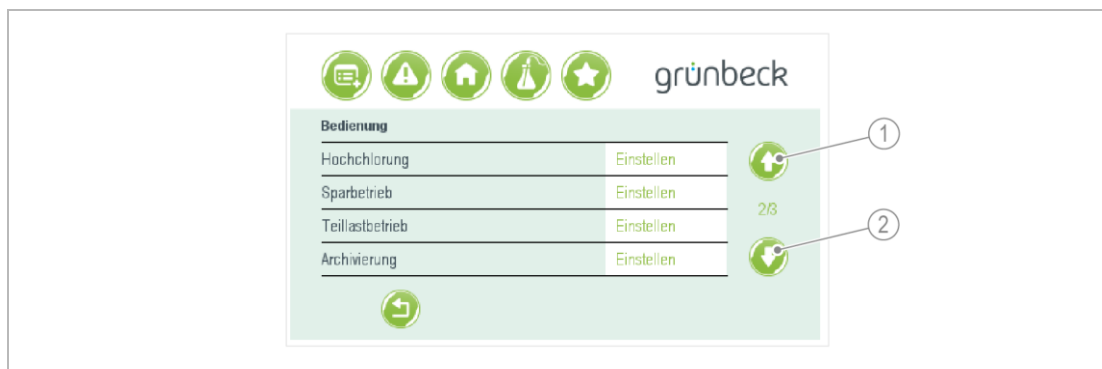 grünbeck
Bedienung
Hochchlorung Einstellen
Sparbetrieb Einstellen
Teillastbetrieb Einstellen
Archivierung Einstellen
1
2/3
2